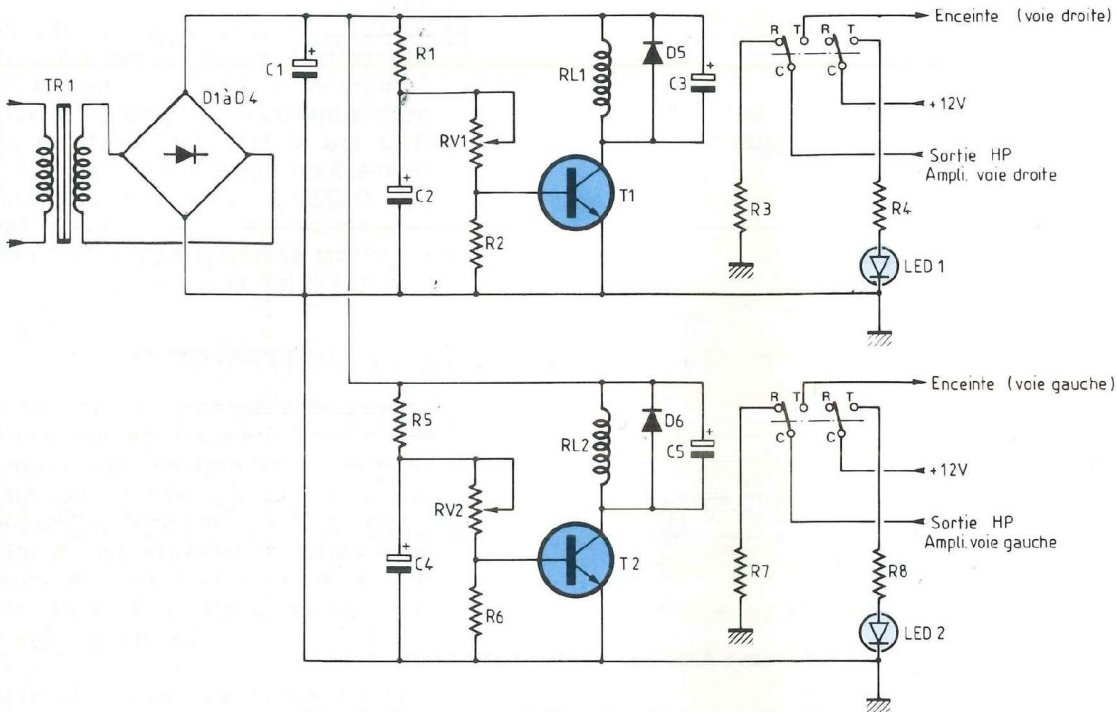 TR1
D1àD4
C1
+
R1
RV1
C2
+
R2
RL1
D5
C3
+
T1
R T R T
C C
Enceinte (voie droite)
+12V
Sortie HP
Ampli. voie droite
R3
R4
LED 1
R5
RV2
C4
+
R6
RL2
D6
C5
+
T2
R T R T
C C
Enceinte (voie gauche)
+12V
Sortie HP
Ampli. voie gauche
R7
R8
LED 2